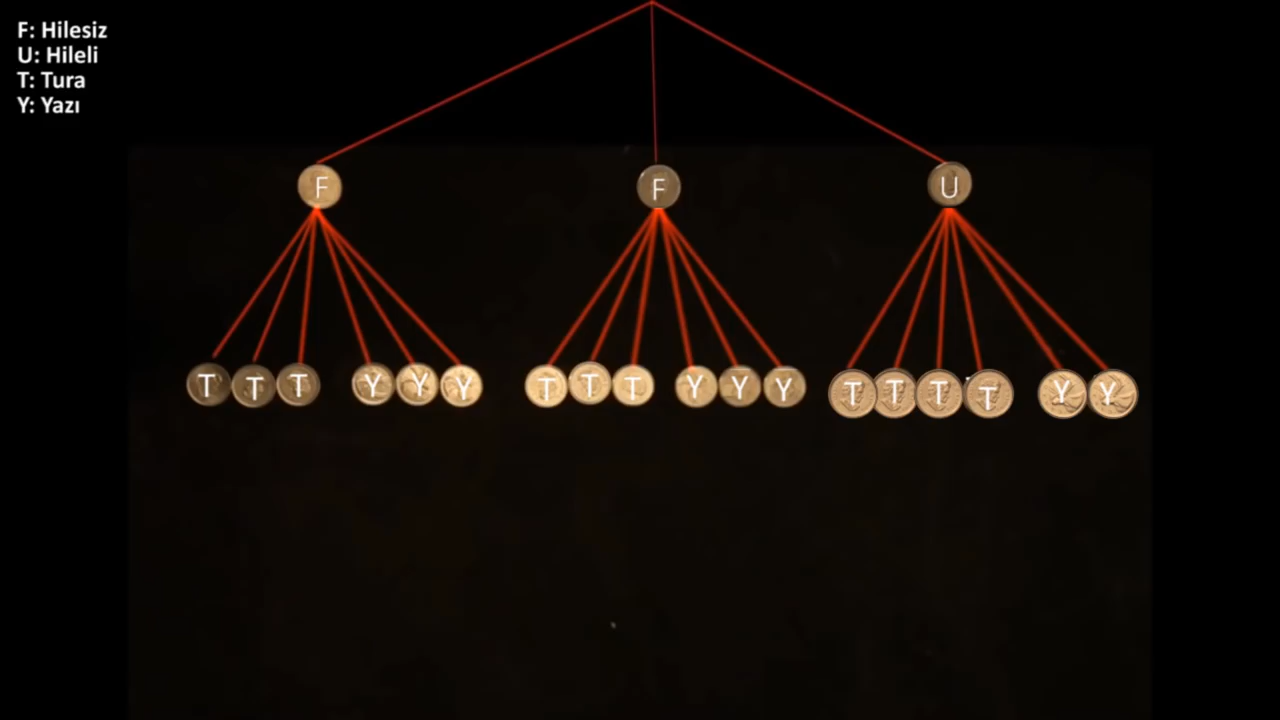 F: Hilesiz
U: Hileli
T: Tura
Y: Yazı
F F U
T T T Y Y Y T T T Y Y Y T T T T Y Y